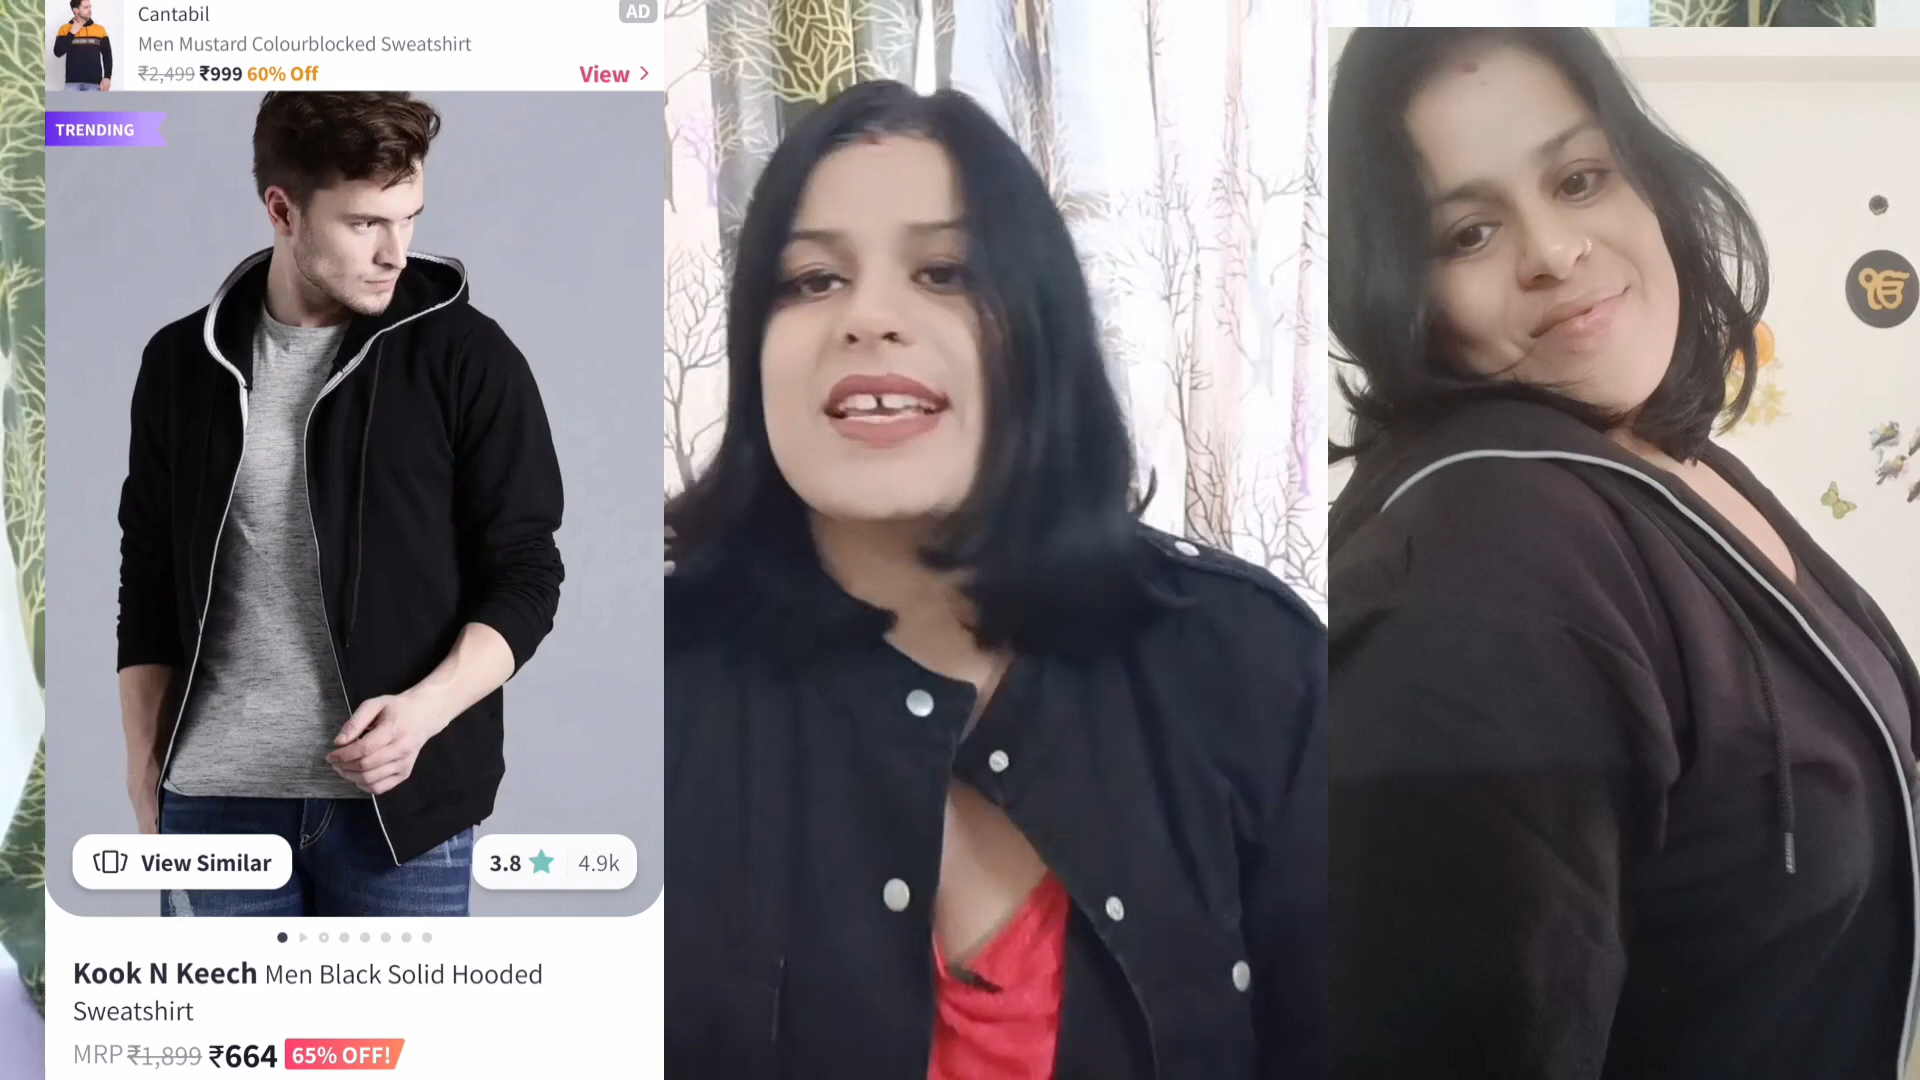 Cantabil
AD
Men Mustard Colourblocked Sweatshirt
₹2,499 ₹999 60% Off
View
TRENDING
View Similar
3.8 4.9k
Kook N Keech Men Black Solid Hooded
Sweatshirt
MRP ₹1,899 ₹664 65% OFF!
ੴ